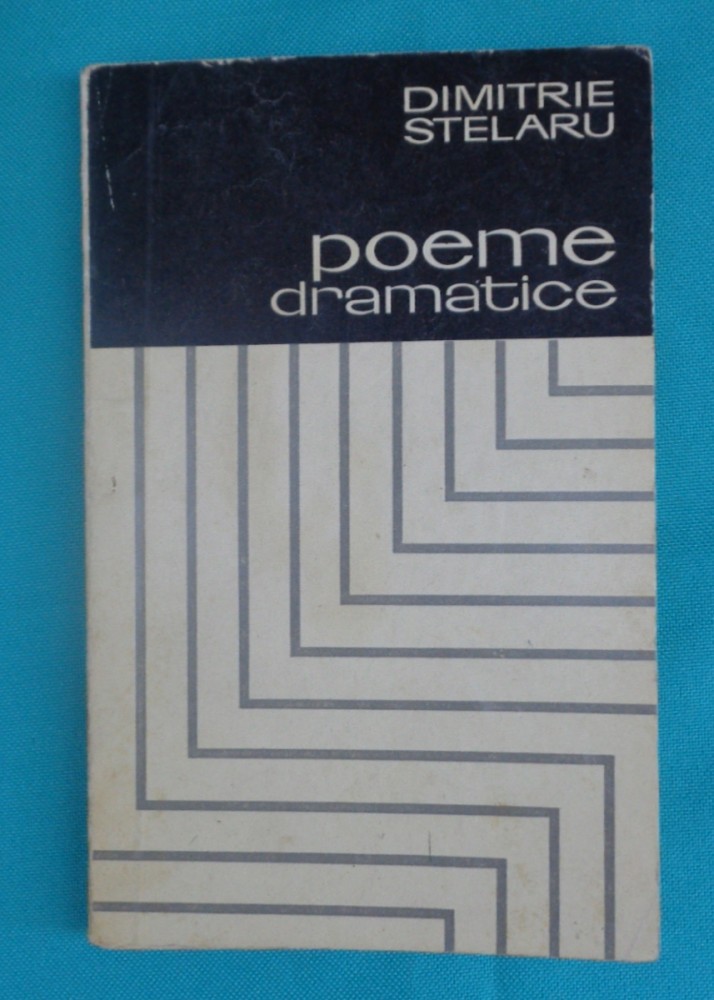 DIMITRIE
STELARU
poeme
dramatice